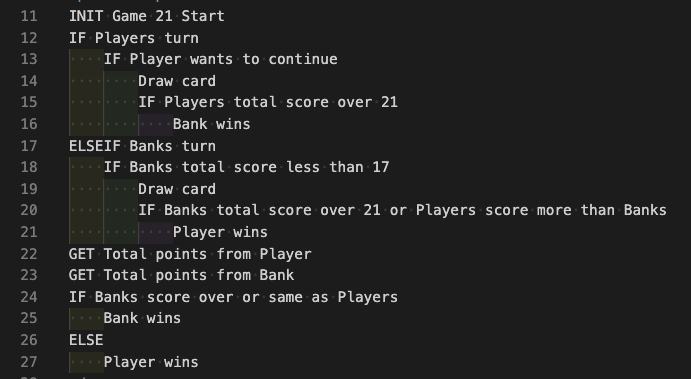 11 INIT Game 21 Start
12 IF Players turn
13 IF Player wants to continue
14 Draw card
15 IF Players total score over 21
16 Bank wins
17 ELSEIF Banks turn
18 IF Banks total score less than 17
19 Draw card
20 IF Banks total score over 21 or Players score more than Banks
21 Player wins
22 GET Total points from Player
23 GET Total points from Bank
24 IF Banks score over or same as Players
25 Bank wins
26 ELSE
27 Player wins